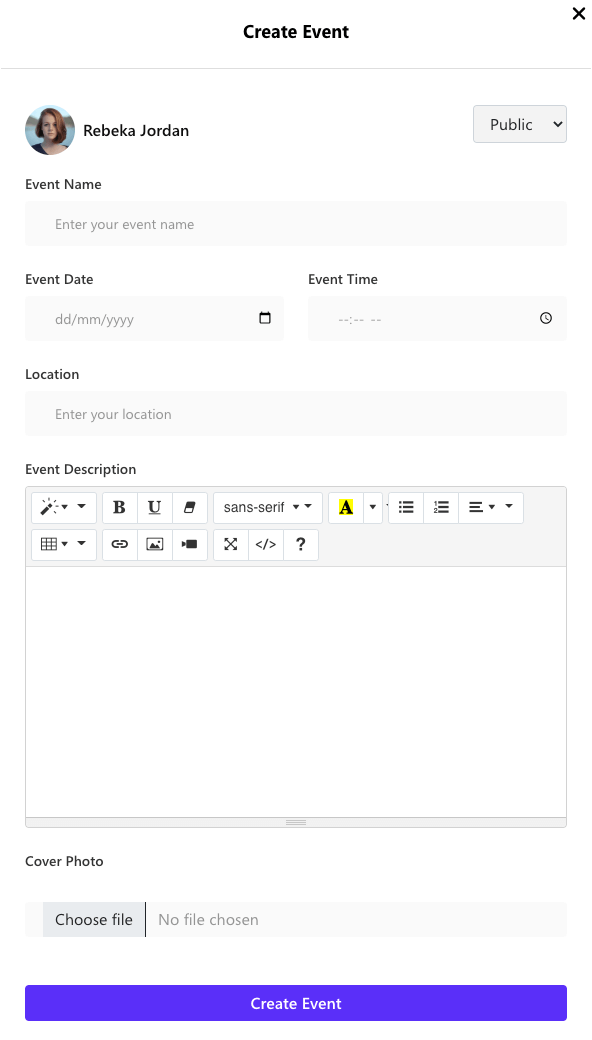 Create Event
Rebeka Jordan
Public
Event Name
Enter your event name
Event Date Event Time
dd/mm/yyyy --:-- --
Location
Enter your location
Event Description
B U sans-serif A
</> ?
Cover Photo
Choose file No file chosen
Create Event